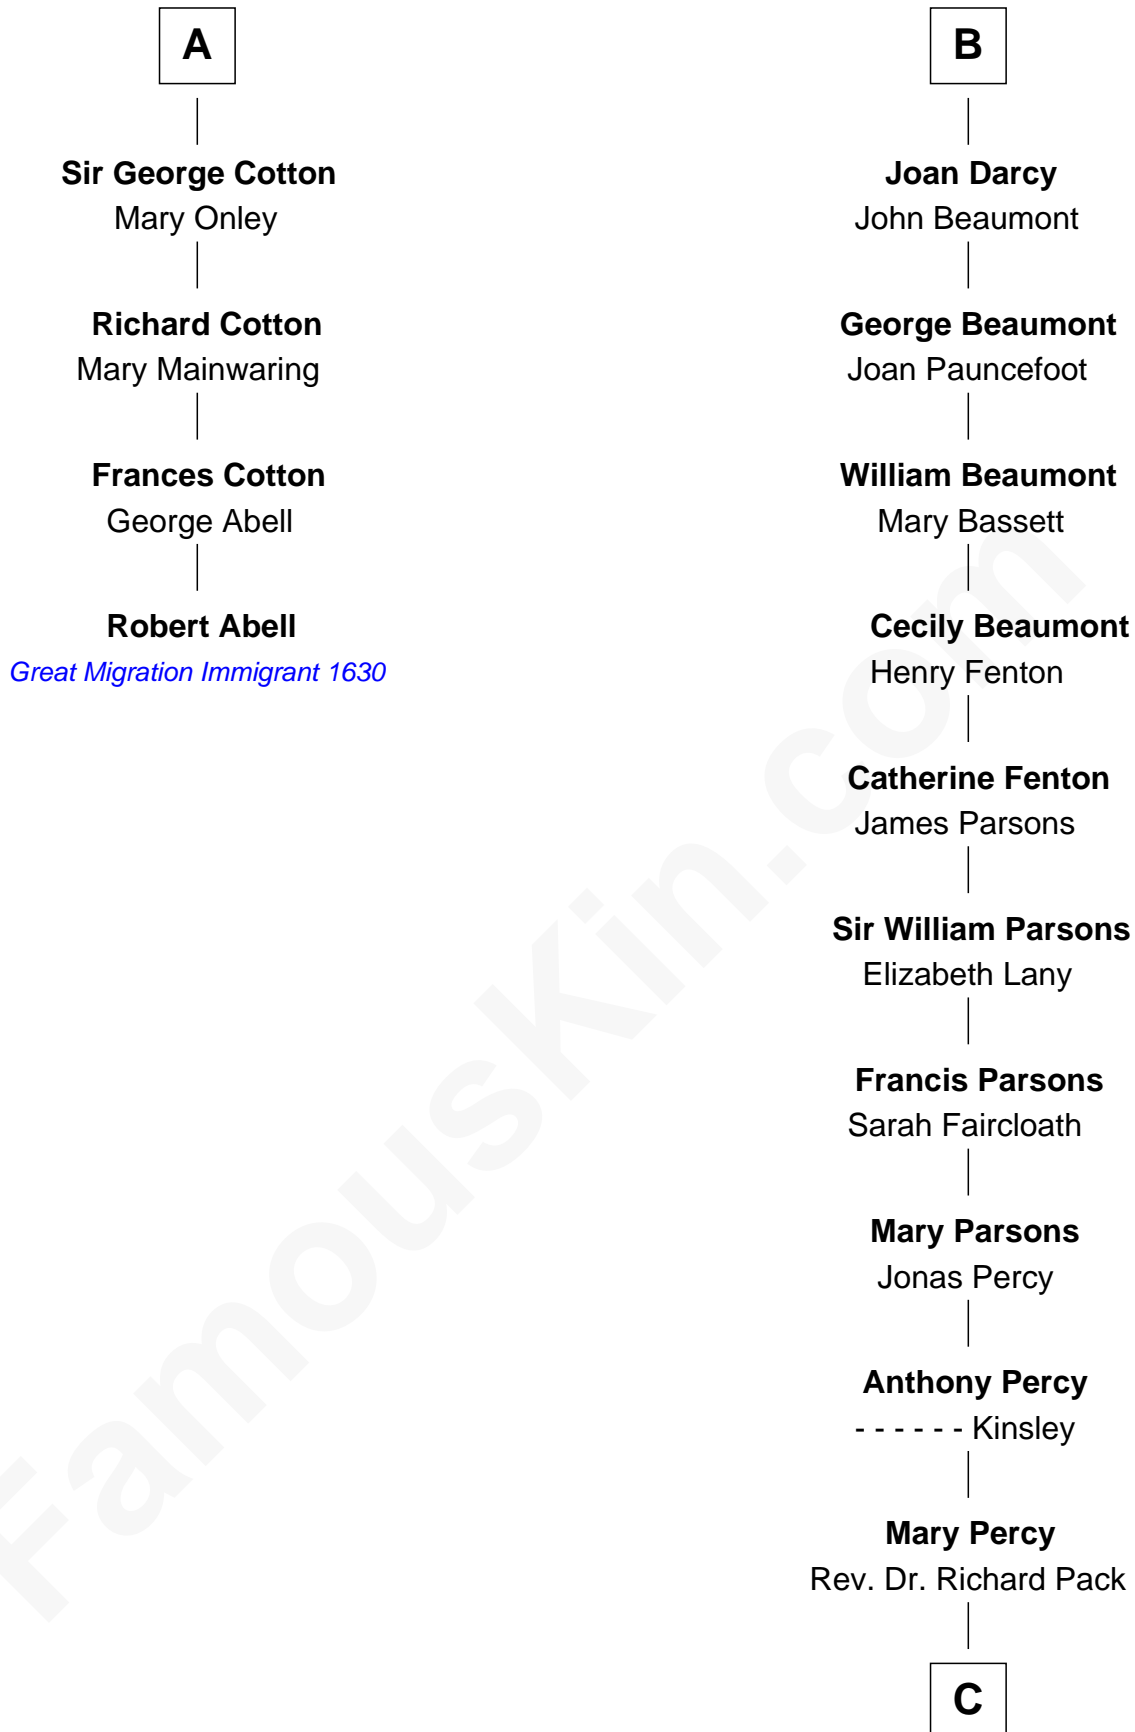 A
Sir George Cotton
Mary Onley
Richard Cotton
Mary Mainwaring
Frances Cotton
George Abell
Robert Abell
Great Migration Immigrant 1630
B
Joan Darcy
John Beaumont
George Beaumont
Joan Pauncefoot
William Beaumont
Mary Bassett
Cecily Beaumont
Henry Fenton
Catherine Fenton
James Parsons
Sir William Parsons
Elizabeth Lany
Francis Parsons
Sarah Faircloath
Mary Parsons
Jonas Percy
Anthony Percy
- - - - - - Kinsley
Mary Percy
Rev. Dr. Richard Pack
C
FamousKin.com